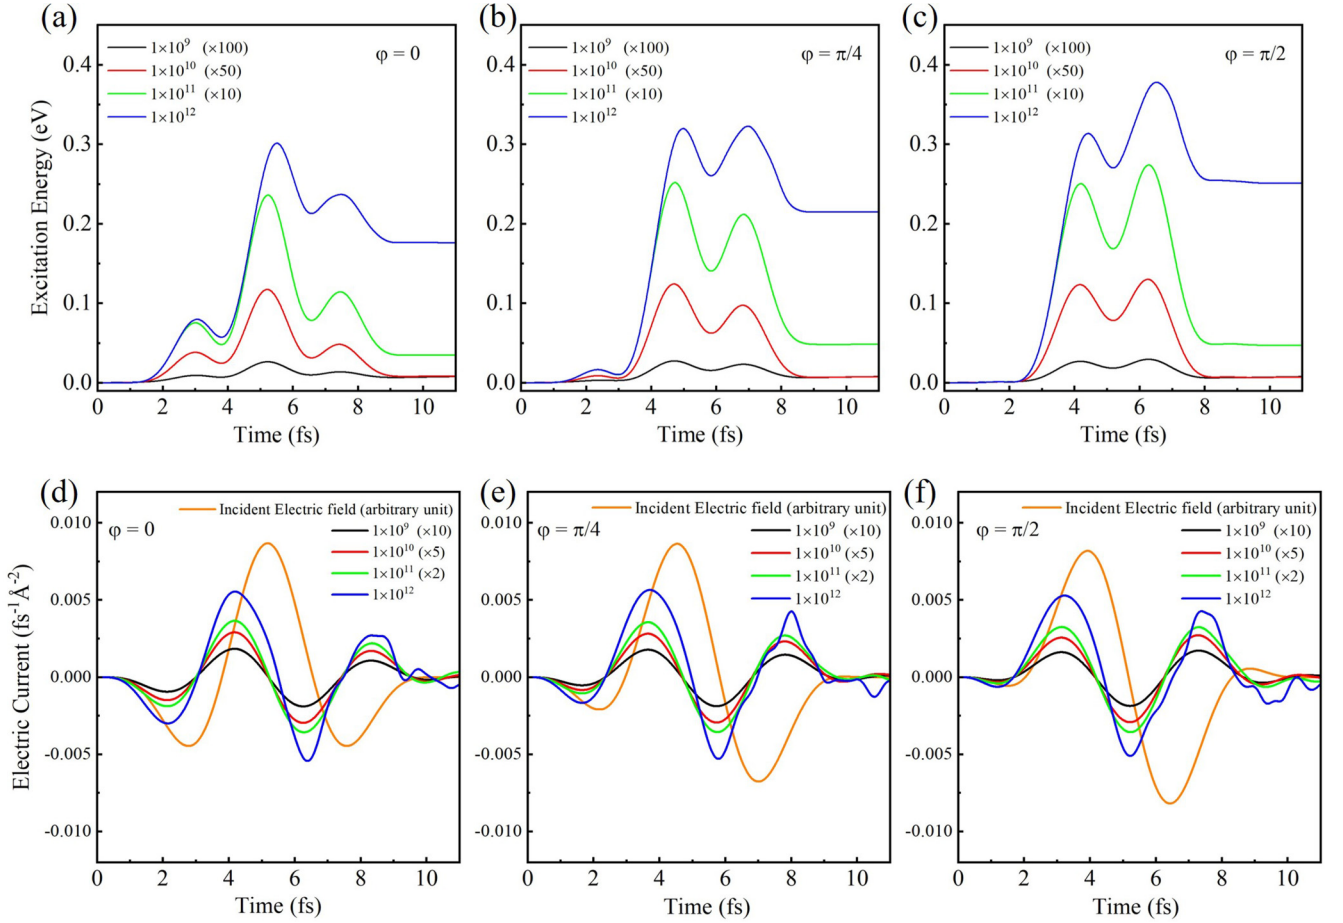 (a)
1×10⁹ (×100)
1×10¹⁰ (×50)
1×10¹¹ (×10)
1×10¹²
φ = 0
Excitation Energy (eV)
0.4
0.3
0.2
0.1
0.0
0 2 4 6 8 10
Time (fs)
(b)
1×10⁹ (×100)
1×10¹⁰ (×50)
1×10¹¹ (×10)
1×10¹²
φ = π/4
0.4
0.3
0.2
0.1
0.0
0 2 4 6 8 10
Time (fs)
(c)
1×10⁹ (×100)
1×10¹⁰ (×50)
1×10¹¹ (×10)
1×10¹²
φ = π/2
0.4
0.3
0.2
0.1
0.0
0 2 4 6 8 10
Time (fs)
(d)
Incident Electric field (arbitrary unit)
φ = 0
1×10⁹ (×10)
1×10¹⁰ (×5)
1×10¹¹ (×2)
1×10¹²
Electric Current (fs⁻¹Å⁻²)
0.010
0.005
0.000
-0.005
-0.010
0 2 4 6 8 10
Time (fs)
(e)
Incident Electric field (arbitrary unit)
φ = π/4
1×10⁹ (×10)
1×10¹⁰ (×5)
1×10¹¹ (×2)
1×10¹²
0.010
0.005
0.000
-0.005
-0.010
0 2 4 6 8 10
Time (fs)
(f)
Incident Electric field (arbitrary unit)
φ = π/2
1×10⁹ (×10)
1×10¹⁰ (×5)
1×10¹¹ (×2)
1×10¹²
0.010
0.005
0.000
-0.005
-0.010
0 2 4 6 8 10
Time (fs)